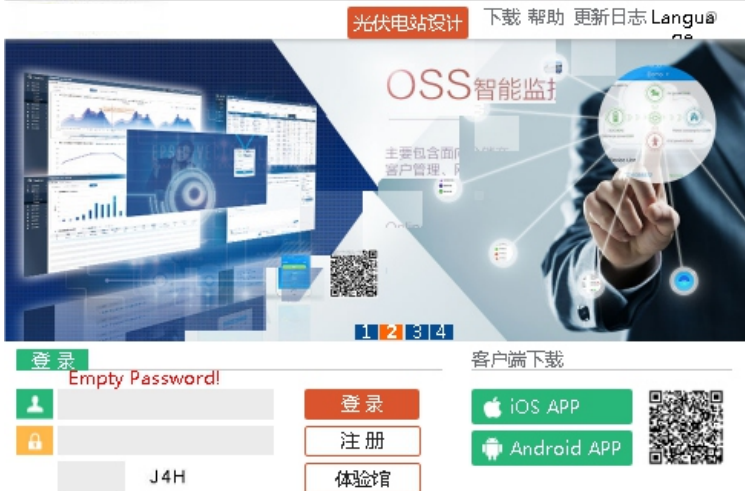 光伏电站设计
下载 帮助 更新日志 Langua
ge
OSS智能监控
主要包含面向
客户管理、
1 2 3 4
登录
Empty Password!
登录
注册
J4H
体验馆
客户端下载
iOS APP
Android APP